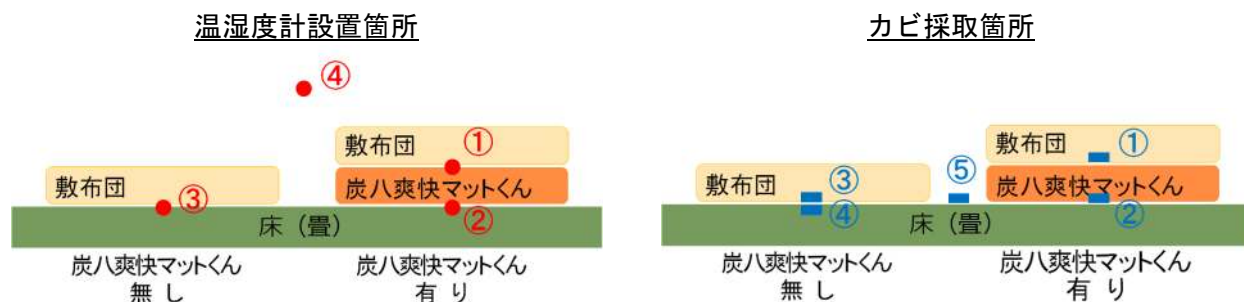 温湿度計設置箇所
④
敷布団
①
敷布団
③
炭八爽快マットくん
②
床（畳）
炭八爽快マットくん
無し
炭八爽快マットくん
有り
カビ採取箇所
敷布団
①
敷布団
③
⑤
炭八爽快マットくん
④
②
床（畳）
炭八爽快マットくん
無し
炭八爽快マットくん
有り